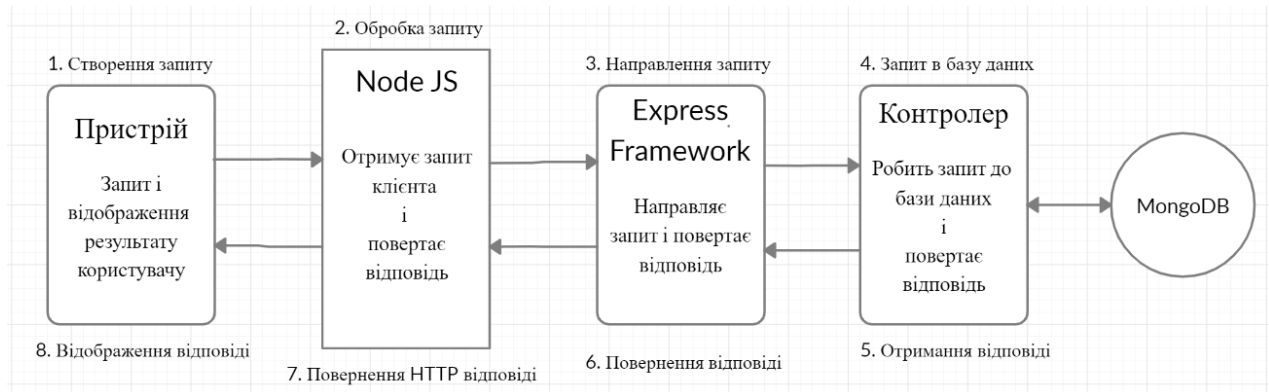 1. Створення запиту
Пристрій
Запит і
відображення
результату
користувачу
8. Відображення відповіді
2. Обробка запиту
Node JS
Отримує запит
клієнта
і
повертає
відповідь
7. Повернення HTTP відповіді
3. Направлення запиту
Express
Framework
Направляє
запит і повертає
відповідь
6. Повернення відповіді
4. Запит в базу даних
Контролер
Робить запит до
бази даних
і
повертає
відповідь
5. Отримання відповіді
MongoDB